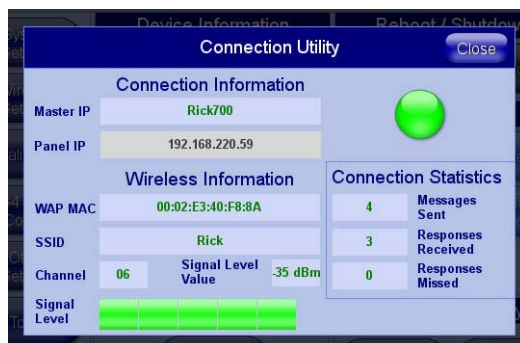 Device Information
Reboot / Shutdow
Connection Utility
Close
Connection Information
Master IP
Rick700
Panel IP
192.168.220.59
Wireless Information
WAP MAC
00:02:E3:40:F8:8A
SSID
Rick
Channel
06
Signal Level
Value
-35 dBm
Signal
Level
Connection Statistics
4
Messages
Sent
3
Responses
Received
0
Responses
Missed